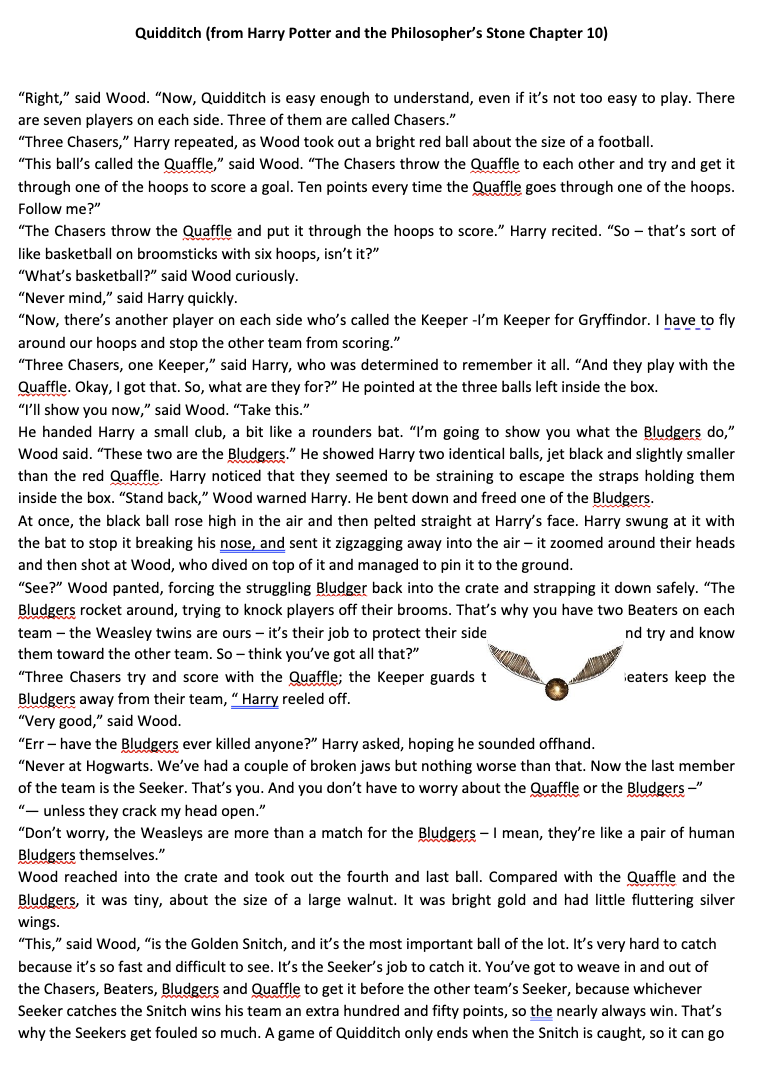 Quidditch (from Harry Potter and the Philosopher’s Stone Chapter 10)
“Right,” said Wood. “Now, Quidditch is easy enough to understand, even if it’s not too easy to play. There
are seven players on each side. Three of them are called Chasers.”
“Three Chasers,” Harry repeated, as Wood took out a bright red ball about the size of a football.
“This ball’s called the Quaffle,” said Wood. “The Chasers throw the Quaffle to each other and try and get it
through one of the hoops to score a goal. Ten points every time the Quaffle goes through one of the hoops.
Follow me?”
“The Chasers throw the Quaffle and put it through the hoops to score.” Harry recited. “So – that’s sort of
like basketball on broomsticks with six hoops, isn’t it?”
“What’s basketball?” said Wood curiously.
“Never mind,” said Harry quickly.
“Now, there’s another player on each side who’s called the Keeper -I’m Keeper for Gryffindor. I have to fly
around our hoops and stop the other team from scoring.”
“Three Chasers, one Keeper,” said Harry, who was determined to remember it all. “And they play with the
Quaffle. Okay, I got that. So, what are they for?” He pointed at the three balls left inside the box.
“I’ll show you now,” said Wood. “Take this.”
He handed Harry a small club, a bit like a rounders bat. “I’m going to show you what the Bludgers do,”
Wood said. “These two are the Bludgers.” He showed Harry two identical balls, jet black and slightly smaller
than the red Quaffle. Harry noticed that they seemed to be straining to escape the straps holding them
inside the box. “Stand back,” Wood warned Harry. He bent down and freed one of the Bludgers.
At once, the black ball rose high in the air and then pelted straight at Harry’s face. Harry swung at it with
the bat to stop it breaking his nose, and sent it zigzagging away into the air – it zoomed around their heads
and then shot at Wood, who dived on top of it and managed to pin it to the ground.
“See?” Wood panted, forcing the struggling Bludger back into the crate and strapping it down safely. “The
Bludgers rocket around, trying to knock players off their brooms. That’s why you have two Beaters on each
team – the Weasley twins are ours – it’s their job to protect their side nd try and know
them toward the other team. So – think you’ve got all that?”
“Three Chasers try and score with the Quaffle; the Keeper guards t eaters keep the
Bludgers away from their team, “ Harry reeled off.
“Very good,” said Wood.
“Err – have the Bludgers ever killed anyone?” Harry asked, hoping he sounded offhand.
“Never at Hogwarts. We’ve had a couple of broken jaws but nothing worse than that. Now the last member
of the team is the Seeker. That’s you. And you don’t have to worry about the Quaffle or the Bludgers –”
“— unless they crack my head open.”
“Don’t worry, the Weasleys are more than a match for the Bludgers – I mean, they’re like a pair of human
Bludgers themselves.”
Wood reached into the crate and took out the fourth and last ball. Compared with the Quaffle and the
Bludgers, it was tiny, about the size of a large walnut. It was bright gold and had little fluttering silver
wings.
“This,” said Wood, “is the Golden Snitch, and it’s the most important ball of the lot. It’s very hard to catch
because it’s so fast and difficult to see. It’s the Seeker’s job to catch it. You’ve got to weave in and out of
the Chasers, Beaters, Bludgers and Quaffle to get it before the other team’s Seeker, because whichever
Seeker catches the Snitch wins his team an extra hundred and fifty points, so the nearly always win. That’s
why the Seekers get fouled so much. A game of Quidditch only ends when the Snitch is caught, so it can go